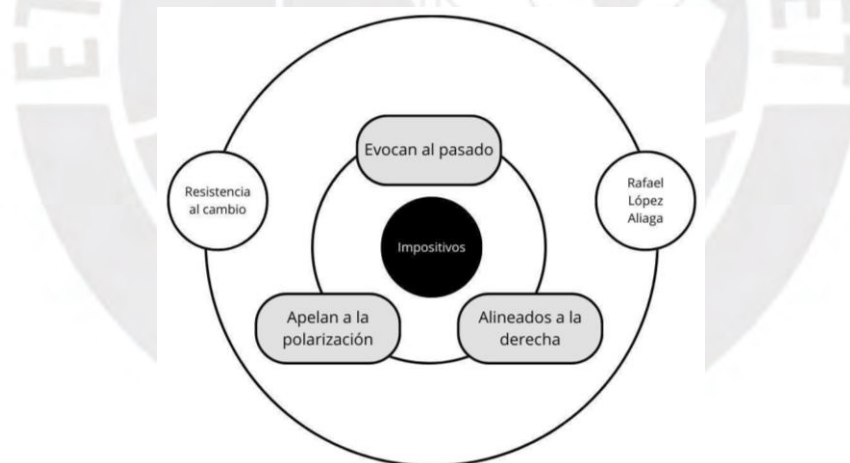 Evocan al pasado
Resistencia
al cambio
Rafael
López
Aliaga
Impositivos
Apelan a la
polarización
Alineados a la
derecha